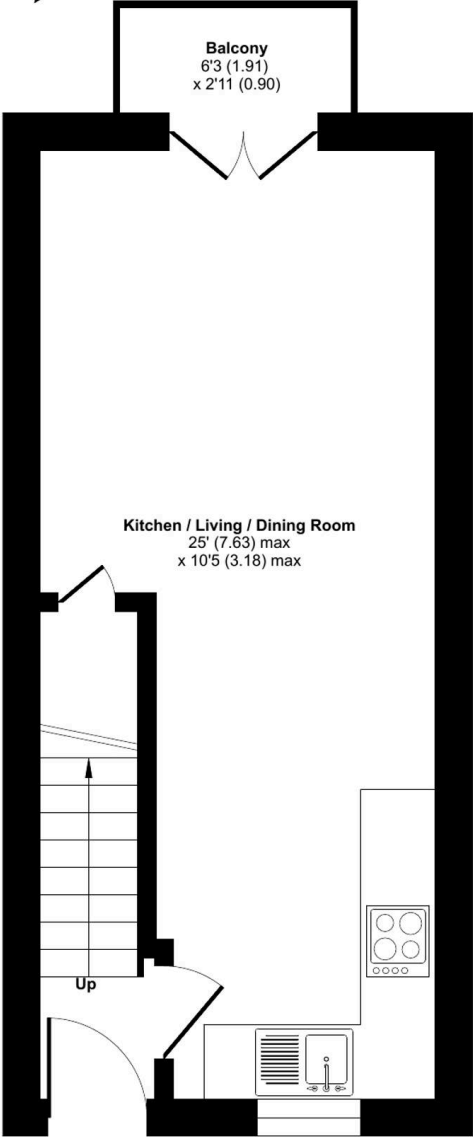 Balcony
6'3 (1.91)
x 2'11 (0.90)
Kitchen / Living / Dining Room
25' (7.63) max
x 10'5 (3.18) max
Up